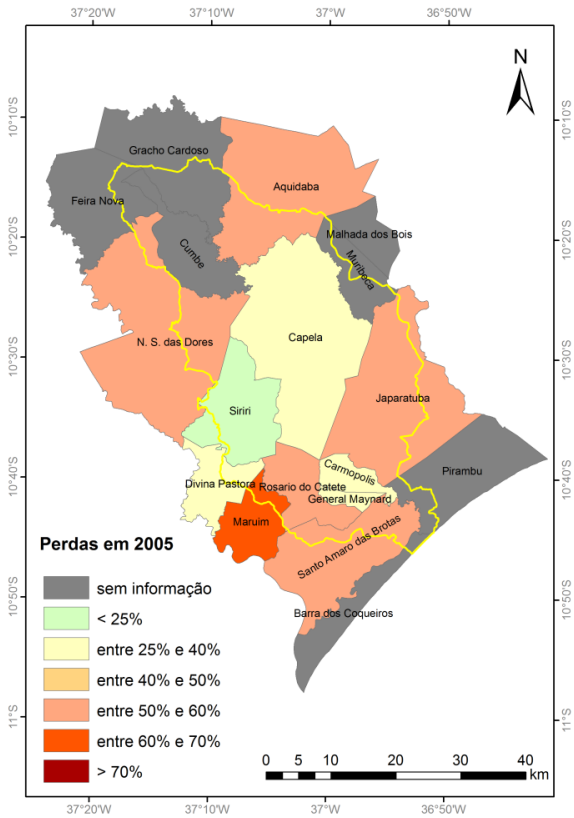 37°20'W 37°10'W 37°0'W 36°50'W
N
10°10'S 10°10'S
Gracho Cardoso
Aquidaba
Feira Nova
10°20'S 10°20'S
Malhada dos Bois
Cumbe
Muriboca
10°30'S 10°30'S
Capela
N. S. das Dores
Japaratuba
Siriri
10°40'S 10°40'S
Carmopolis
Pirambu
Divina Pastora
Rosario do Catete
General Maynard
Maruim
Santo Amaro das Brotas
Perdas em 2005
sem informação
10°50'S 10°50'S
< 25%
Barra dos Coqueiros
entre 25% e 40%
entre 40% e 50%
entre 50% e 60%
11°S 11°S
entre 60% e 70%
> 70%
0 5 10 20 30 40
km
37°20'W 37°10'W 37°0'W 36°50'W